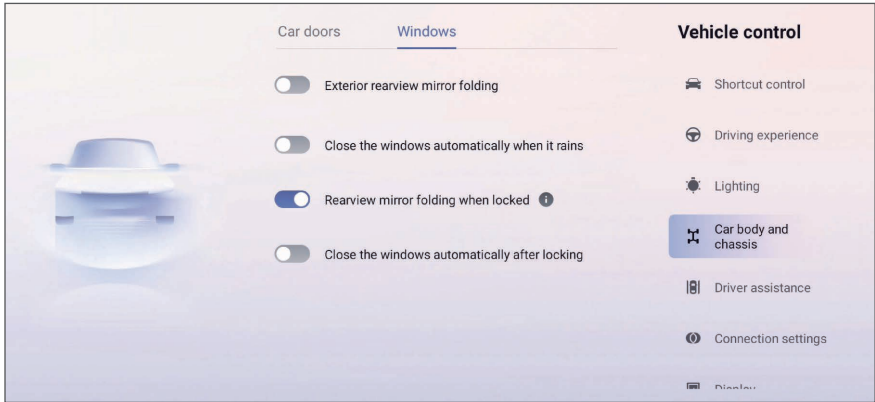 Car doors
Windows
Exterior rearview mirror folding
Close the windows automatically when it rains
Rearview mirror folding when locked
Close the windows automatically after locking
Vehicle control
Shortcut control
Driving experience
Lighting
Car body and
chassis
Driver assistance
Connection settings
Display